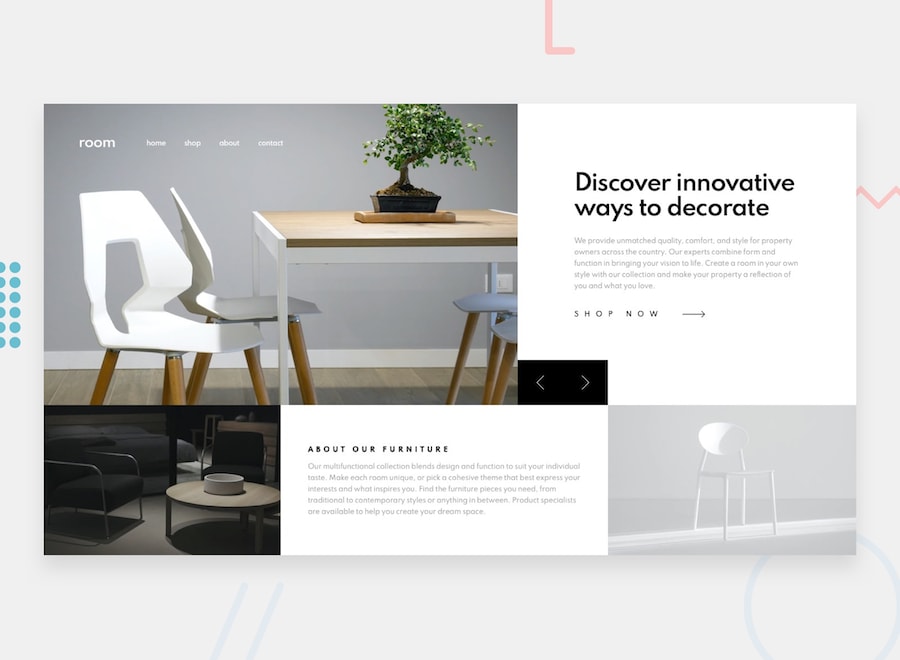 room
home shop about contact
Discover innovative
ways to decorate
We provide unmatched quality, comfort, and style for property
owners across the country. Our experts combine form and
function in bringing your vision to life. Create a room in your own
style with our collection and make your property a reflection of
you and what you love.
SHOP NOW
ABOUT OUR FURNITURE
Our multifunctional collection blends design and function to suit your individual
taste. Make each room unique, or pick a cohesive theme that best express your
interests and what inspires you. Find the furniture pieces you need, from
traditional to contemporary styles or anything in between. Product specialists
are available to help you create your dream space.